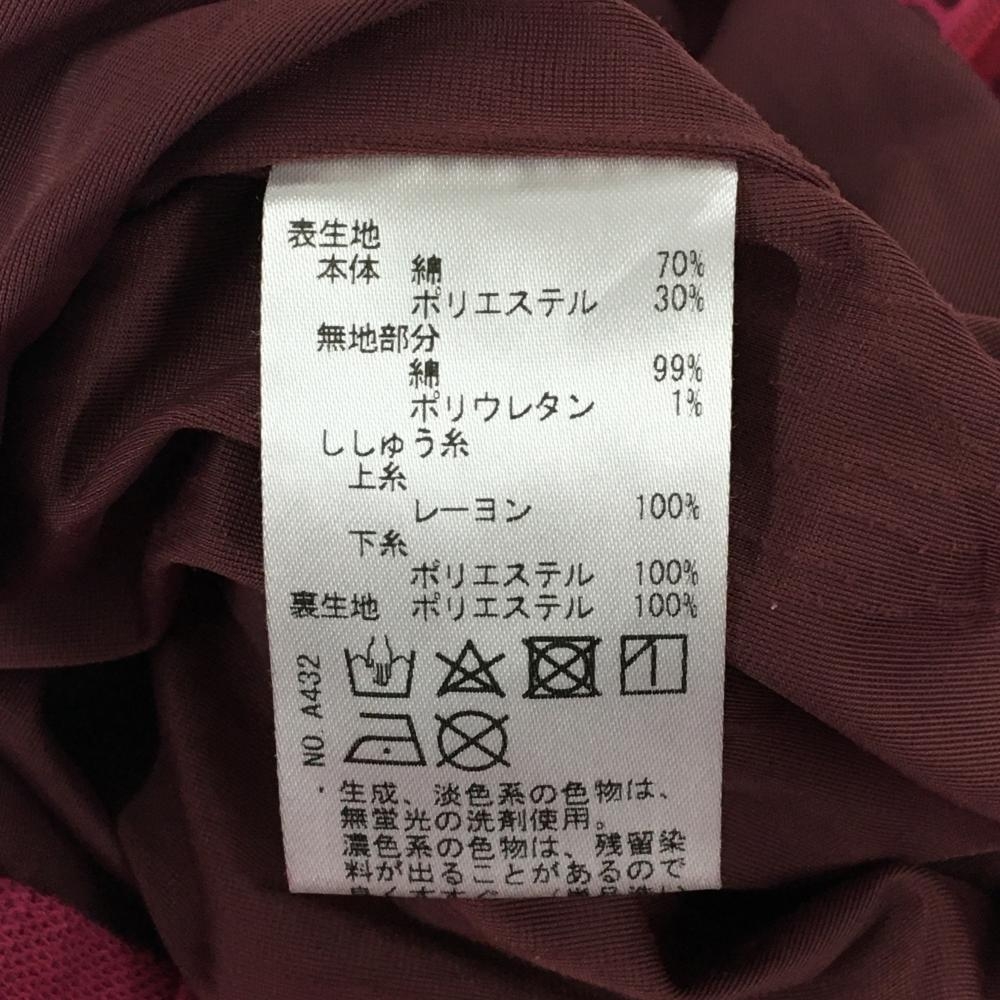 表生地
本体 綿 70%
ポリエステル 30%
無地部分
綿 99%
ポリウレタン 1%
ししゅう糸
上糸
レーヨン 100%
下糸
ポリエステル 100%
裏生地 ポリエステル 100%
NO. A432
・生成、淡色系の色物は、
無蛍光の洗剤使用。
濃色系の色物は、残留染
料が出ることがあるので